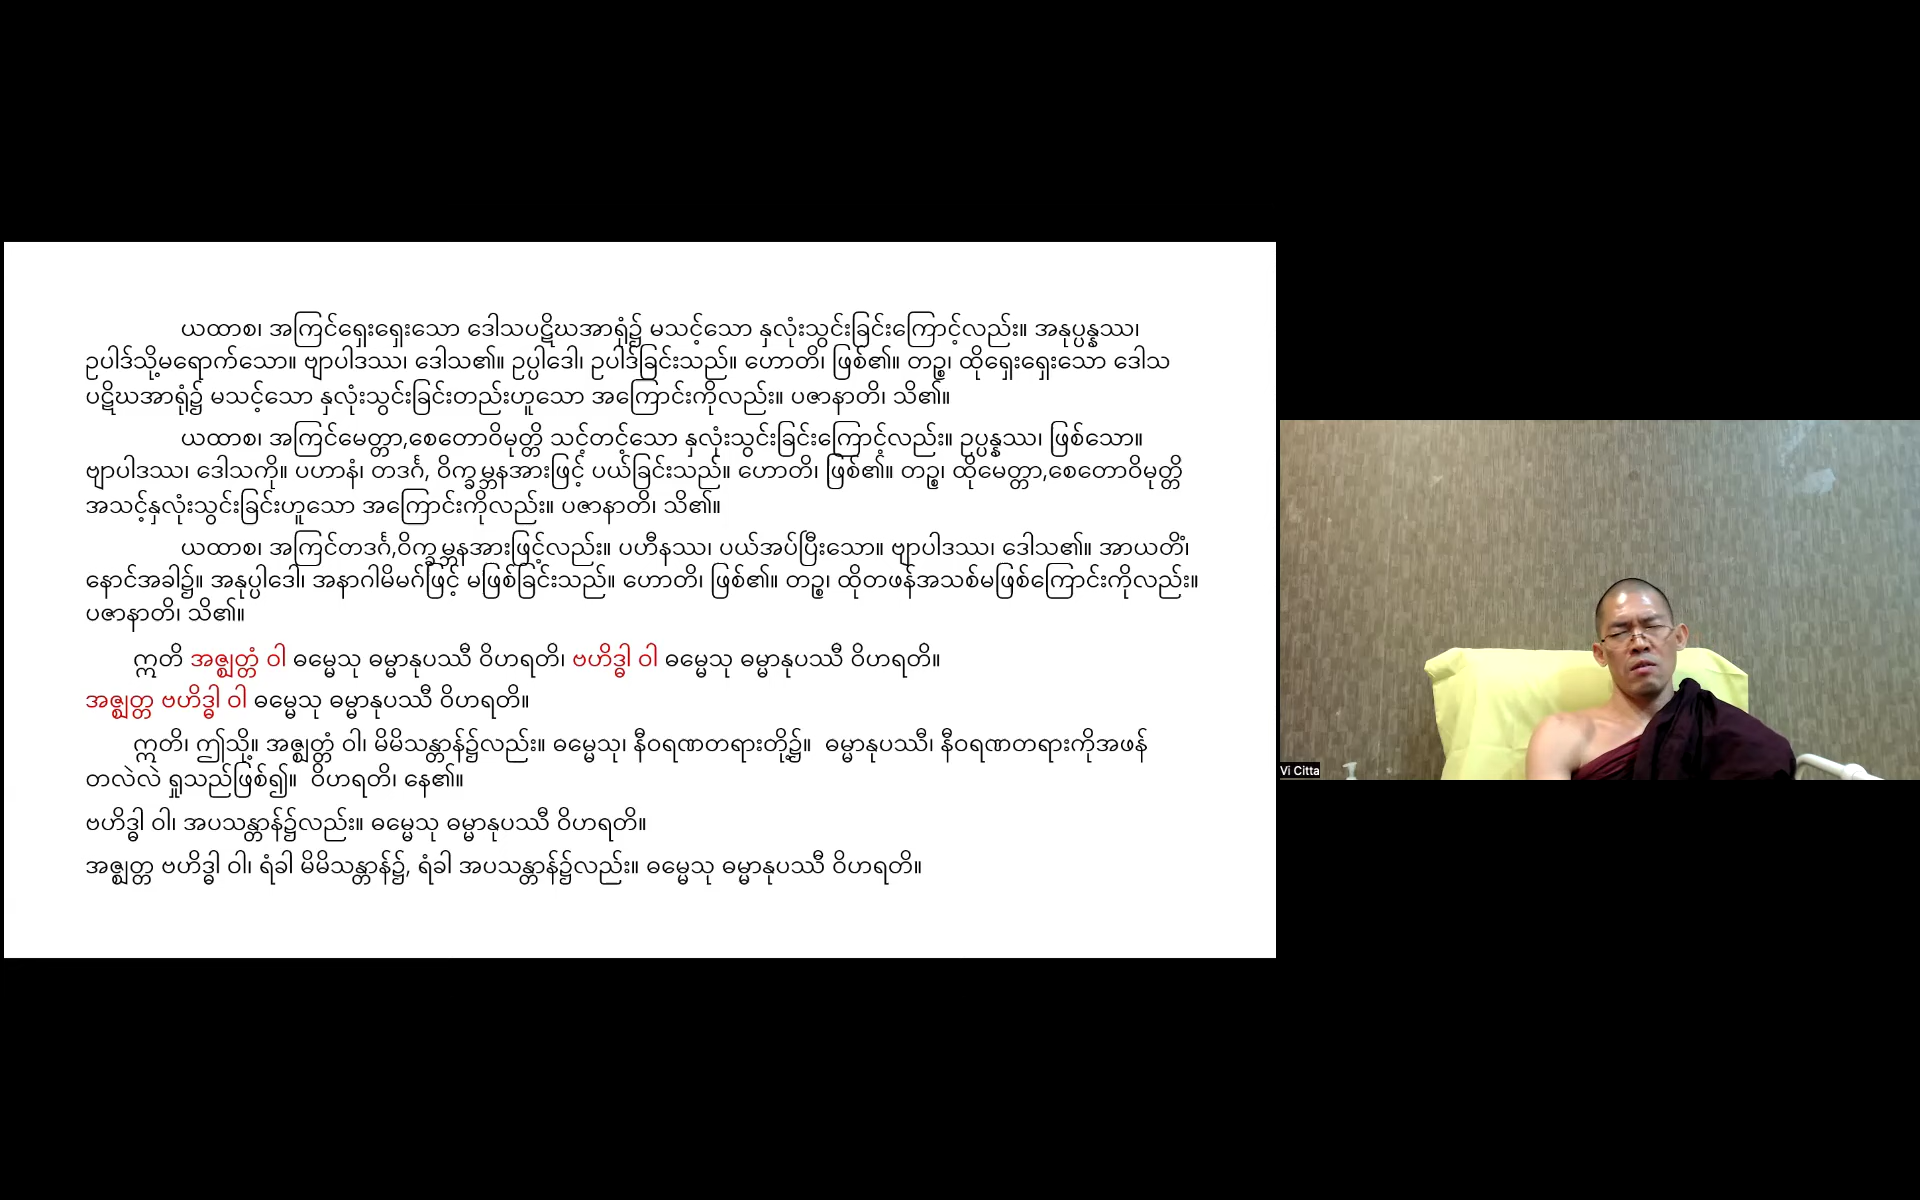 ယထာစ၊ အကြင်ရှေးရှေးသော ဒေါသပဋိဃအာရုံ၌ မသင့်သော နှလုံးသွင်းခြင်းကြောင့်လည်း။ အနုပ္ပန္နဿ၊
ဥပါဒ်သို့မရောက်သော။ ဗျာပါဒဿ၊ ဒေါသ၏။ ဥပ္ပါဒေါ၊ ဥပါဒ်ခြင်းသည်။ ဟောတိ၊ ဖြစ်၏။ တဉ္စ၊ ထိုရှေးရှေးသော ဒေါသ
ပဋိဃအာရုံ၌ မသင့်သော နှလုံးသွင်းခြင်းတည်းဟူသော အကြောင်းကိုလည်း။ ပဇာနာတိ၊ သိ၏။
ယထာစ၊ အကြင်မေတ္တာ,စေတောဝိမုတ္တိ သင့်တင့်သော နှလုံးသွင်းခြင်းကြောင့်လည်း။ ဥပ္ပန္နဿ၊ ဖြစ်သော။
ဗျာပါဒဿ၊ ဒေါသကို။ ပဟာနံ၊ တဒင်္ဂ, ဝိက္ခမ္ဘနအားဖြင့် ပယ်ခြင်းသည်။ ဟောတိ၊ ဖြစ်၏။ တဉ္စ၊ ထိုမေတ္တာ,စေတောဝိမုတ္တိ
အသင့်နှလုံးသွင်းခြင်းဟူသော အကြောင်းကိုလည်း။ ပဇာနာတိ၊ သိ၏။
ယထာစ၊ အကြင်တဒင်္ဂ,ဝိက္ခမ္ဘနအားဖြင့်လည်း။ ပဟီနဿ၊ ပယ်အပ်ပြီးသော။ ဗျာပါဒဿ၊ ဒေါသ၏။ အာယတိံ၊
နောင်အခါ၌။ အနုပ္ပါဒေါ၊ အနာဂါမိမဂ်ဖြင့် မဖြစ်ခြင်းသည်။ ဟောတိ၊ ဖြစ်၏။ တဉ္စ၊ ထိုတဖန်အသစ်မဖြစ်ကြောင်းကိုလည်း။
ပဇာနာတိ၊ သိ၏။
ဣတိ အဇ္ဈတ္တံ ဝါ ဓမ္မေသု ဓမ္မာနုပဿီ ဝိဟရတိ၊ ဗဟိဒ္ဓါ ဝါ ဓမ္မေသု ဓမ္မာနုပဿီ ဝိဟရတိ။
အဇ္ဈတ္တ ဗဟိဒ္ဓါ ဝါ ဓမ္မေသု ဓမ္မာနုပဿီ ဝိဟရတိ။
ဣတိ၊ ဤသို့။ အဇ္ဈတ္တံ ဝါ၊ မိမိသန္တာန်၌လည်း။ ဓမ္မေသု၊ နီဝရဏတရားတို့၌။ ဓမ္မာနုပဿီ၊ နီဝရဏတရားကိုအဖန်
တလဲလဲ ရှုသည်ဖြစ်၍။ ဝိဟရတိ၊ နေ၏။
ဗဟိဒ္ဓါ ဝါ၊ အပသန္တာန်၌လည်း။ ဓမ္မေသု ဓမ္မာနုပဿီ ဝိဟရတိ။
အဇ္ဈတ္တ ဗဟိဒ္ဓါ ဝါ၊ ရံခါ မိမိသန္တာန်၌, ရံခါ အပသန္တာန်၌လည်း။ ဓမ္မေသု ဓမ္မာနုပဿီ ဝိဟရတိ။
Vi Citta